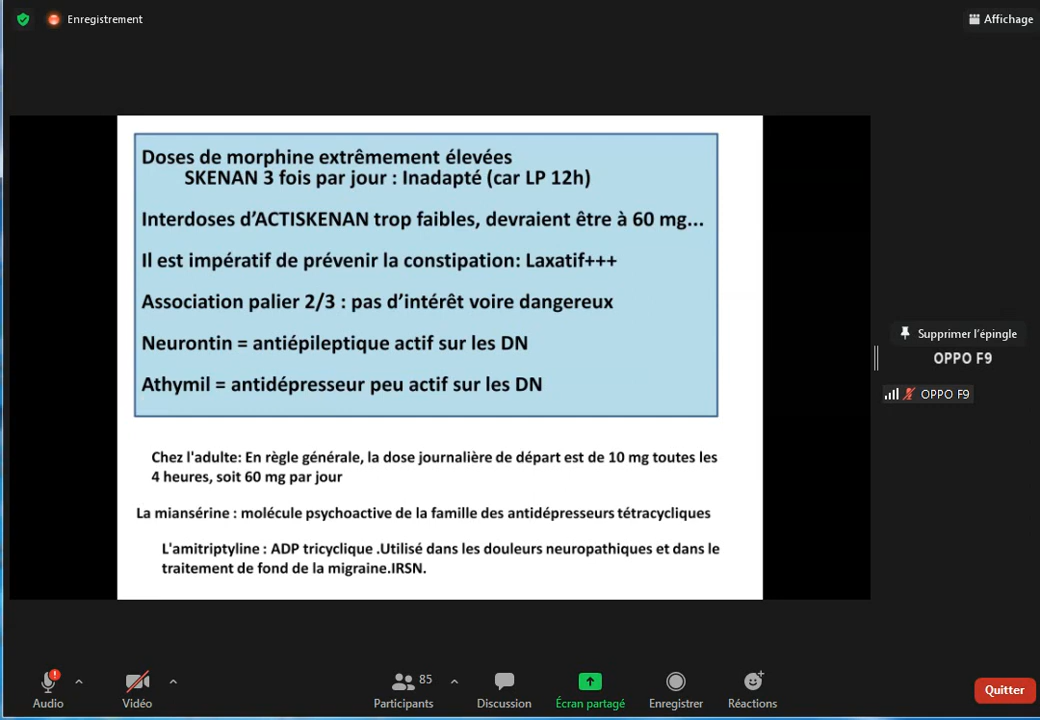 Enregistrement
Affichage
Doses de morphine extrêmement élevées
SKENAN 3 fois par jour : Inadapté (car LP 12h)
Interdoses d'ACTISKENAN trop faibles, devraient être à 60 mg...
Il est impératif de prévenir la constipation: Laxatif+++
Association palier 2/3 : pas d'intérêt voire dangereux
Neurontin = antiépileptique actif sur les DN
Athymil = antidépresseur peu actif sur les DN
Chez l'adulte: En règle générale, la dose journalière de départ est de 10 mg toutes les
4 heures, soit 60 mg par jour
La miansérine : molécule psychoactive de la famille des antidépresseurs tétracycliques
L'amitriptyline : ADP tricyclique .Utilisé dans les douleurs neuropathiques et dans le
traitement de fond de la migraine.IRSN.
Supprimer l'épingle
OPPO F9
OPPO F9
Audio
Vidéo
85
Participants
Discussion
Écran partagé
Enregistrer
Réactions
Quitter